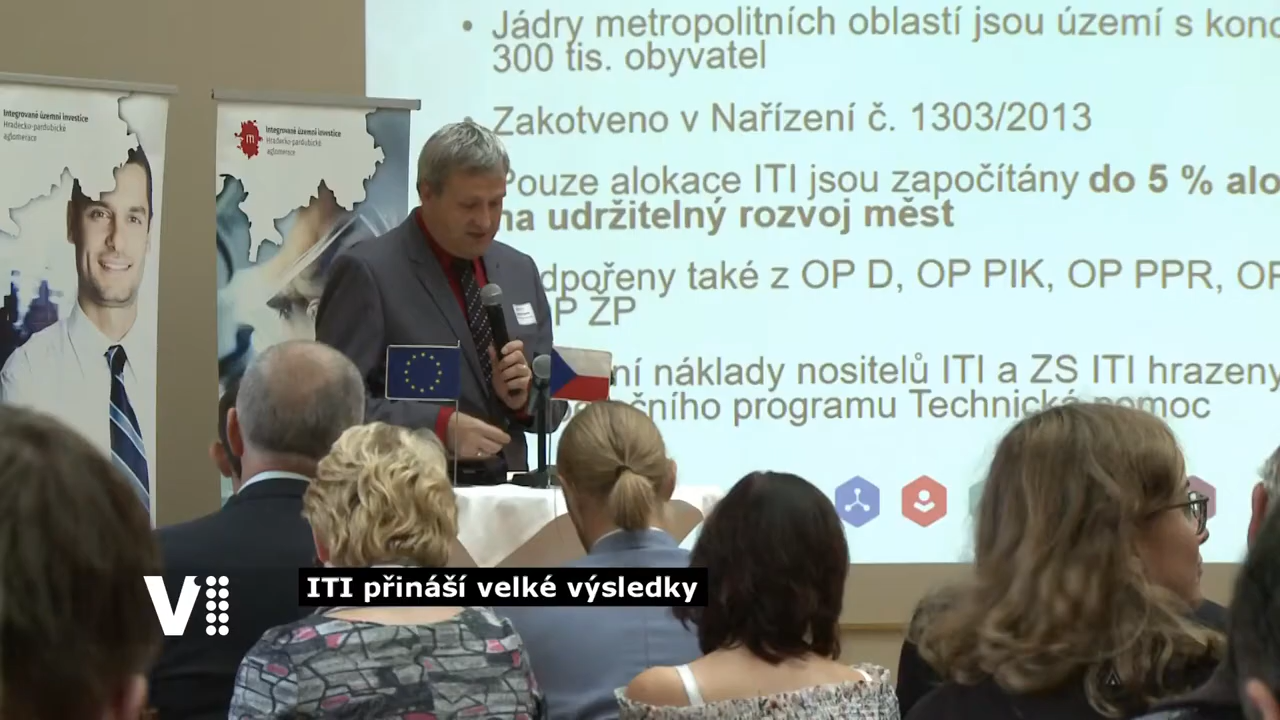 Jádry metropolitních oblastí jsou území s konc
300 tis. obyvatel
Zakotveno v Nařízení č. 1303/2013
Pouze alokace ITI jsou započítány do 5 % alo
na udržitelný rozvoj měst
dpořeny také z OP D, OP PIK, OP PPR, OP
P ŽP
ní náklady nositelů ITI a ZS ITI hrazeny
čního programu Technická pomoc
Integrované územní investice
Hradecko-pardubická
aglomerace
m
Integrované územní investice
Hradecko-pardubická
aglomerace
ITI přináší velké výsledky